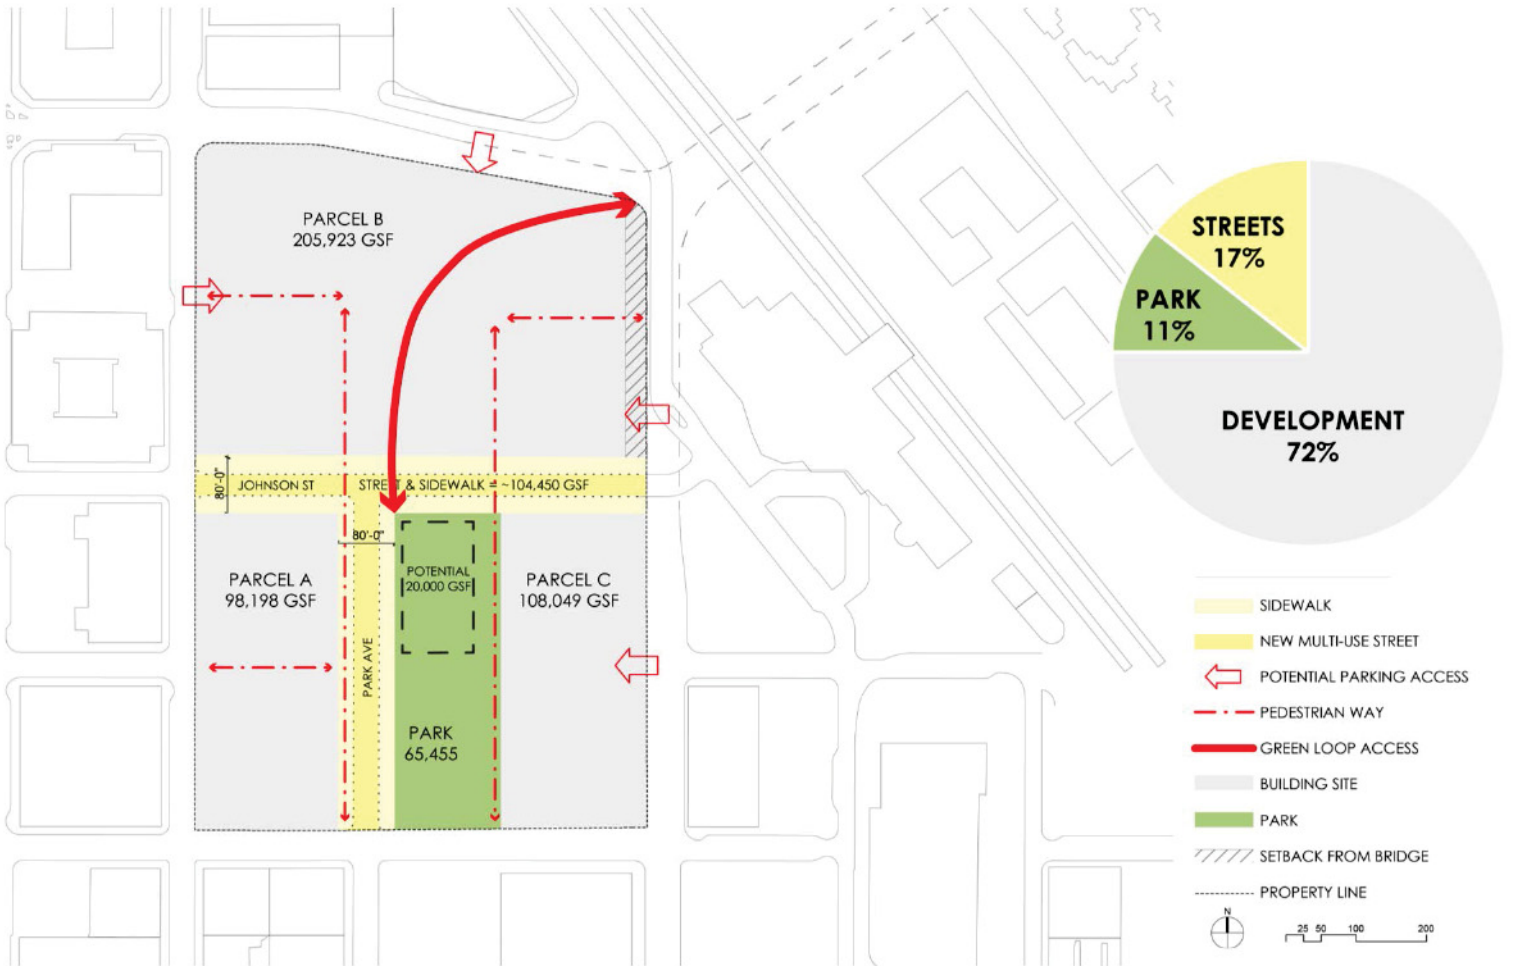 PARCEL B
205,923 GSF
80'-0"
JOHNSON ST
STREET & SIDEWALK = ~104,450 GSF
80'-0"
PARCEL A
98,198 GSF
POTENTIAL
20,000 GSF
PARCEL C
108,049 GSF
PARK AVE
PARK
65,455
STREETS
17%
PARK
11%
DEVELOPMENT
72%
SIDEWALK
NEW MULTI-USE STREET
POTENTIAL PARKING ACCESS
PEDESTRIAN WAY
GREEN LOOP ACCESS
BUILDING SITE
PARK
SETBACK FROM BRIDGE
PROPERTY LINE
N
25 50 100 200